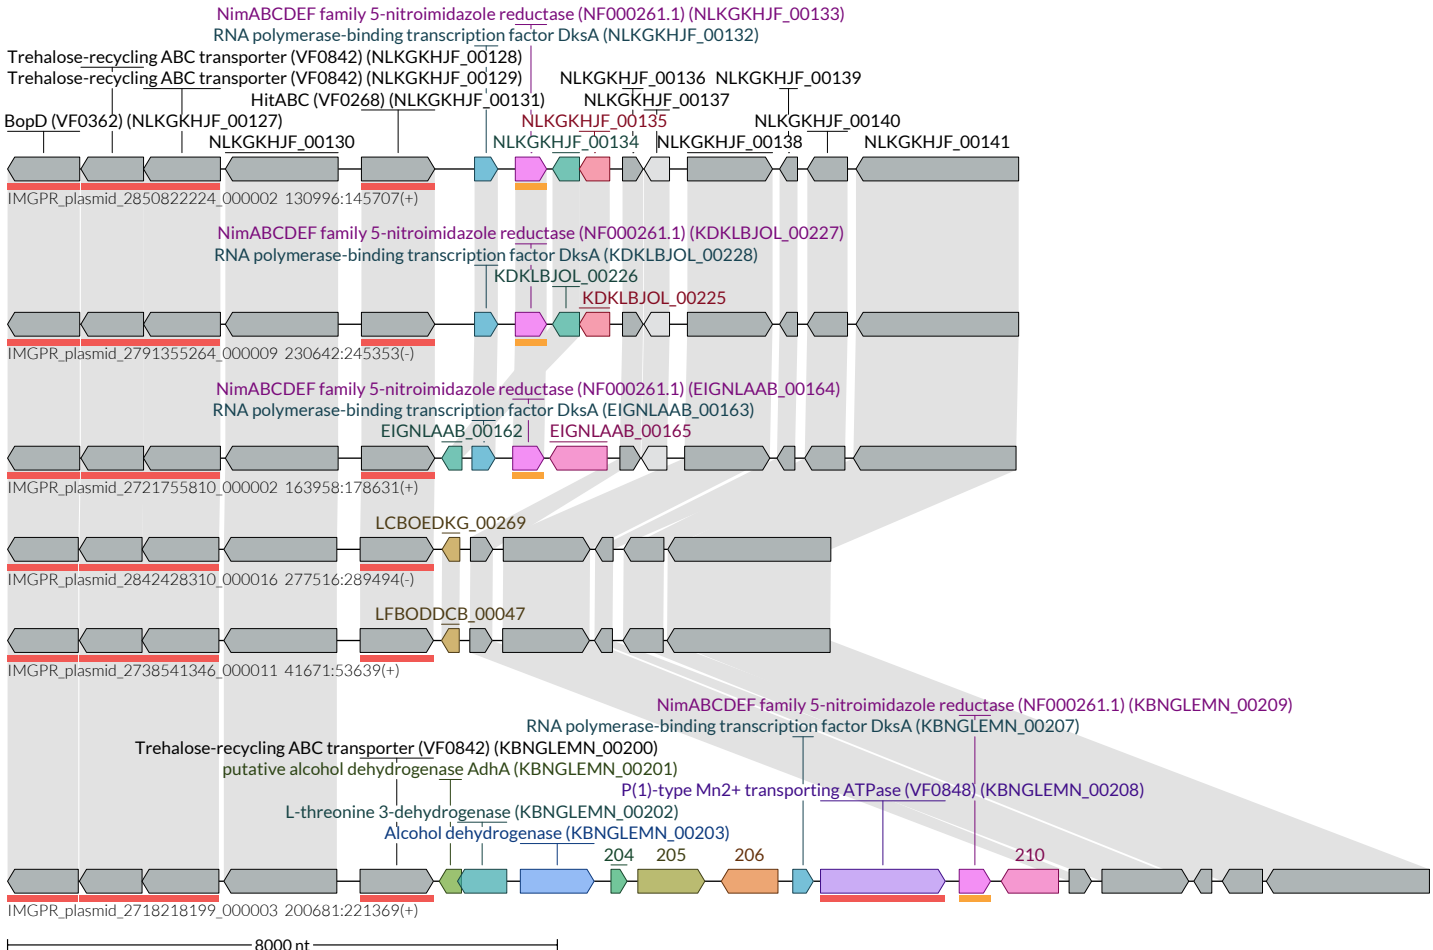 NimABCDEF family 5-nitroimidazole reductase (NF000261.1) (NLKGKHJF_00133)
RNA polymerase-binding transcription factor DksA (NLKGKHJF_00132)
Trehalose-recycling ABC transporter (VF0842) (NLKGKHJF_00128)
Trehalose-recycling ABC transporter (VF0842) (NLKGKHJF_00129) NLKGKHJF_00136 NLKGKHJF_00139
HitABC (VF0268) (NLKGKHJF_00131) NLKGKHJF_00137
BopD (VF0362) (NLKGKHJF_00127) NLKGKHJF_00135 NLKGKHJF_00140
NLKGKHJF_00130 NLKGKHJF_00134 NLKGKHJF_00138 NLKGKHJF_00141
IMGPR_plasmid_2850822224_000002 130996:145707(+)
NimABCDEF family 5-nitroimidazole reductase (NF000261.1) (KDKLBJOL_00227)
RNA polymerase-binding transcription factor DksA (KDKLBJOL_00228)
KDKLBJOL_00226
KDKLBJOL_00225
IMGPR_plasmid_2791355264_000009 230642:245353(-)
NimABCDEF family 5-nitroimidazole reductase (NF000261.1) (EIGNLAAB_00164)
RNA polymerase-binding transcription factor DksA (EIGNLAAB_00163)
EIGNLAAB_00162 EIGNLAAB_00165
IMGPR_plasmid_2721755810_000002 163958:178631(+)
LCBOEDKG_00269
IMGPR_plasmid_2842428310_000016 277516:289494(-)
LFBODDCB_00047
IMGPR_plasmid_2738541346_000011 41671:53639(+)
NimABCDEF family 5-nitroimidazole reductase (NF000261.1) (KBNGLEMN_00209)
RNA polymerase-binding transcription factor DksA (KBNGLEMN_00207)
Trehalose-recycling ABC transporter (VF0842) (KBNGLEMN_00200)
putative alcohol dehydrogenase AdhA (KBNGLEMN_00201)
P(1)-type Mn2+ transporting ATPase (VF0848) (KBNGLEMN_00208)
L-threonine 3-dehydrogenase (KBNGLEMN_00202)
Alcohol dehydrogenase (KBNGLEMN_00203)
204 205 206 210
IMGPR_plasmid_2718218199_000003 200681:221369(+)
8000 nt